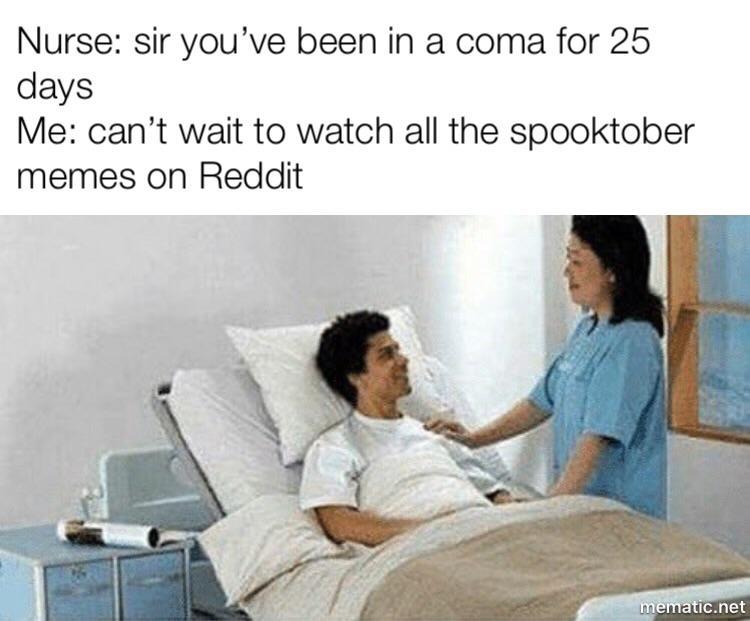 Nurse: sir you’ve been in a coma for 25
days
Me: can’t wait to watch all the spooktober
memes on Reddit
mematic.net